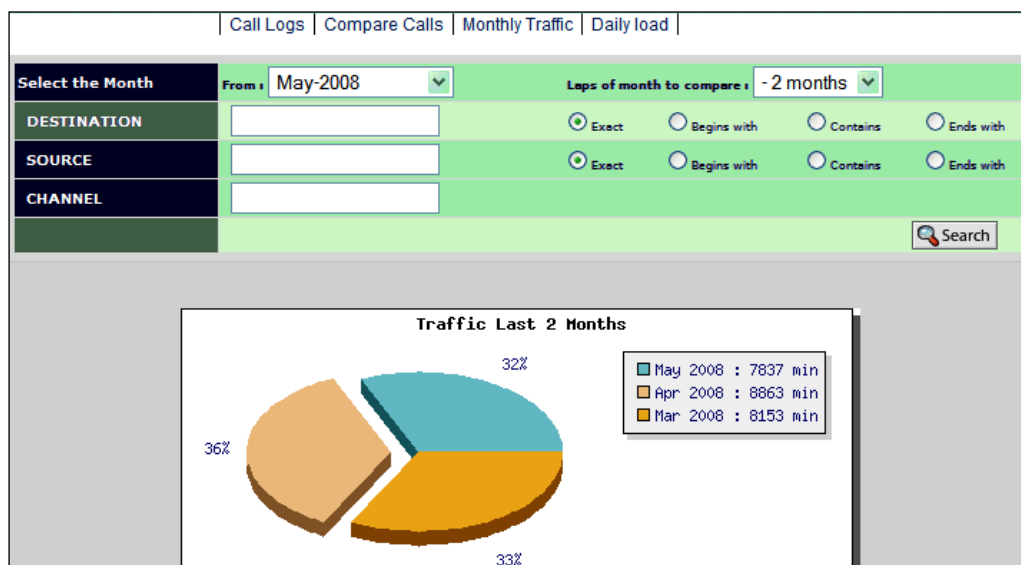 Call Logs | Compare Calls | Monthly Traffic | Daily load |
Select the Month From : May-2008 Laps of month to compare : - 2 months
DESTINATION Exact Begins with Contains Ends with
SOURCE Exact Begins with Contains Ends with
CHANNEL
Search
Traffic Last 2 Months
32%
May 2008 : 7837 min
Apr 2008 : 8863 min
Mar 2008 : 8153 min
36%
33%